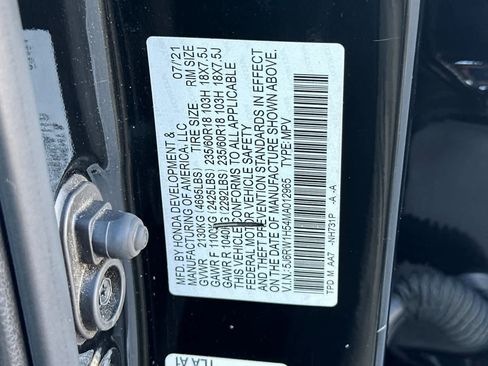 MFD. BY HONDA DEVELOPMENT & 07/21
MANUFACTURING OF AMERICA, LLC
GVWR 2130KG (4695LBS) TIRE SIZE RIM SIZE
GAWR F 1100KG (2425LBS) 235/60R18 103H 18X7.5J
GAWR R 1040KG (2292LBS) 235/60R18 103H 18X7.5J
THIS VEHICLE CONFORMS TO ALL APPLICABLE
FEDERAL MOTOR VEHICLE SAFETY
AND THEFT PREVENTION STANDARDS IN EFFECT
ON THE DATE OF MANUFACTURE SHOWN ABOVE.
V.I.N.: 5J6RW1H54MA012965 TYPE: MPV
TPD M. AA7 -NH731P -A -A
TLA A1